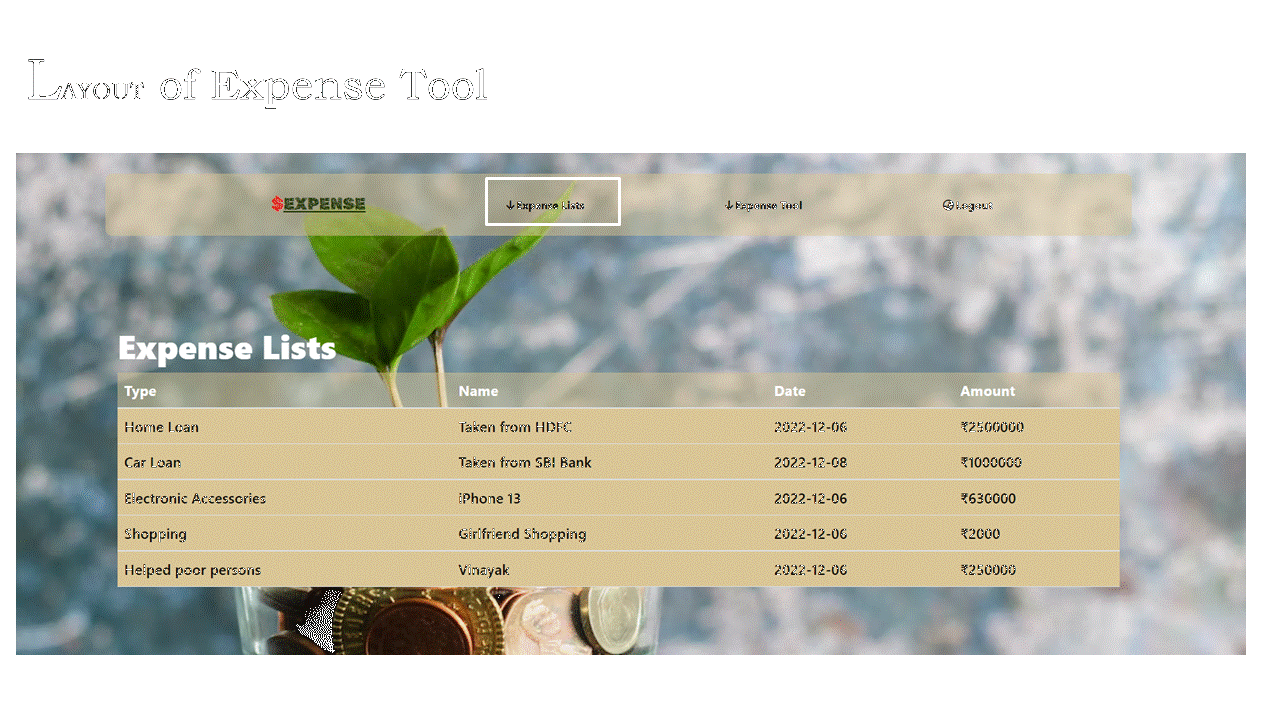 Layout of Expense Tool
$EXPENSE ↓Expense Lists ↓Expense Tool Logout
Expense Lists
Type Name Date Amount
Home Loan Taken from HDFC 2022-12-06 ₹2500000
Car Loan Taken from SBI Bank 2022-12-08 ₹1000000
Electronic Accessories iPhone 13 2022-12-06 ₹630000
Shopping Girlfriend Shopping 2022-12-06 ₹2000
Helped poor persons Vinayak 2022-12-06 ₹250000